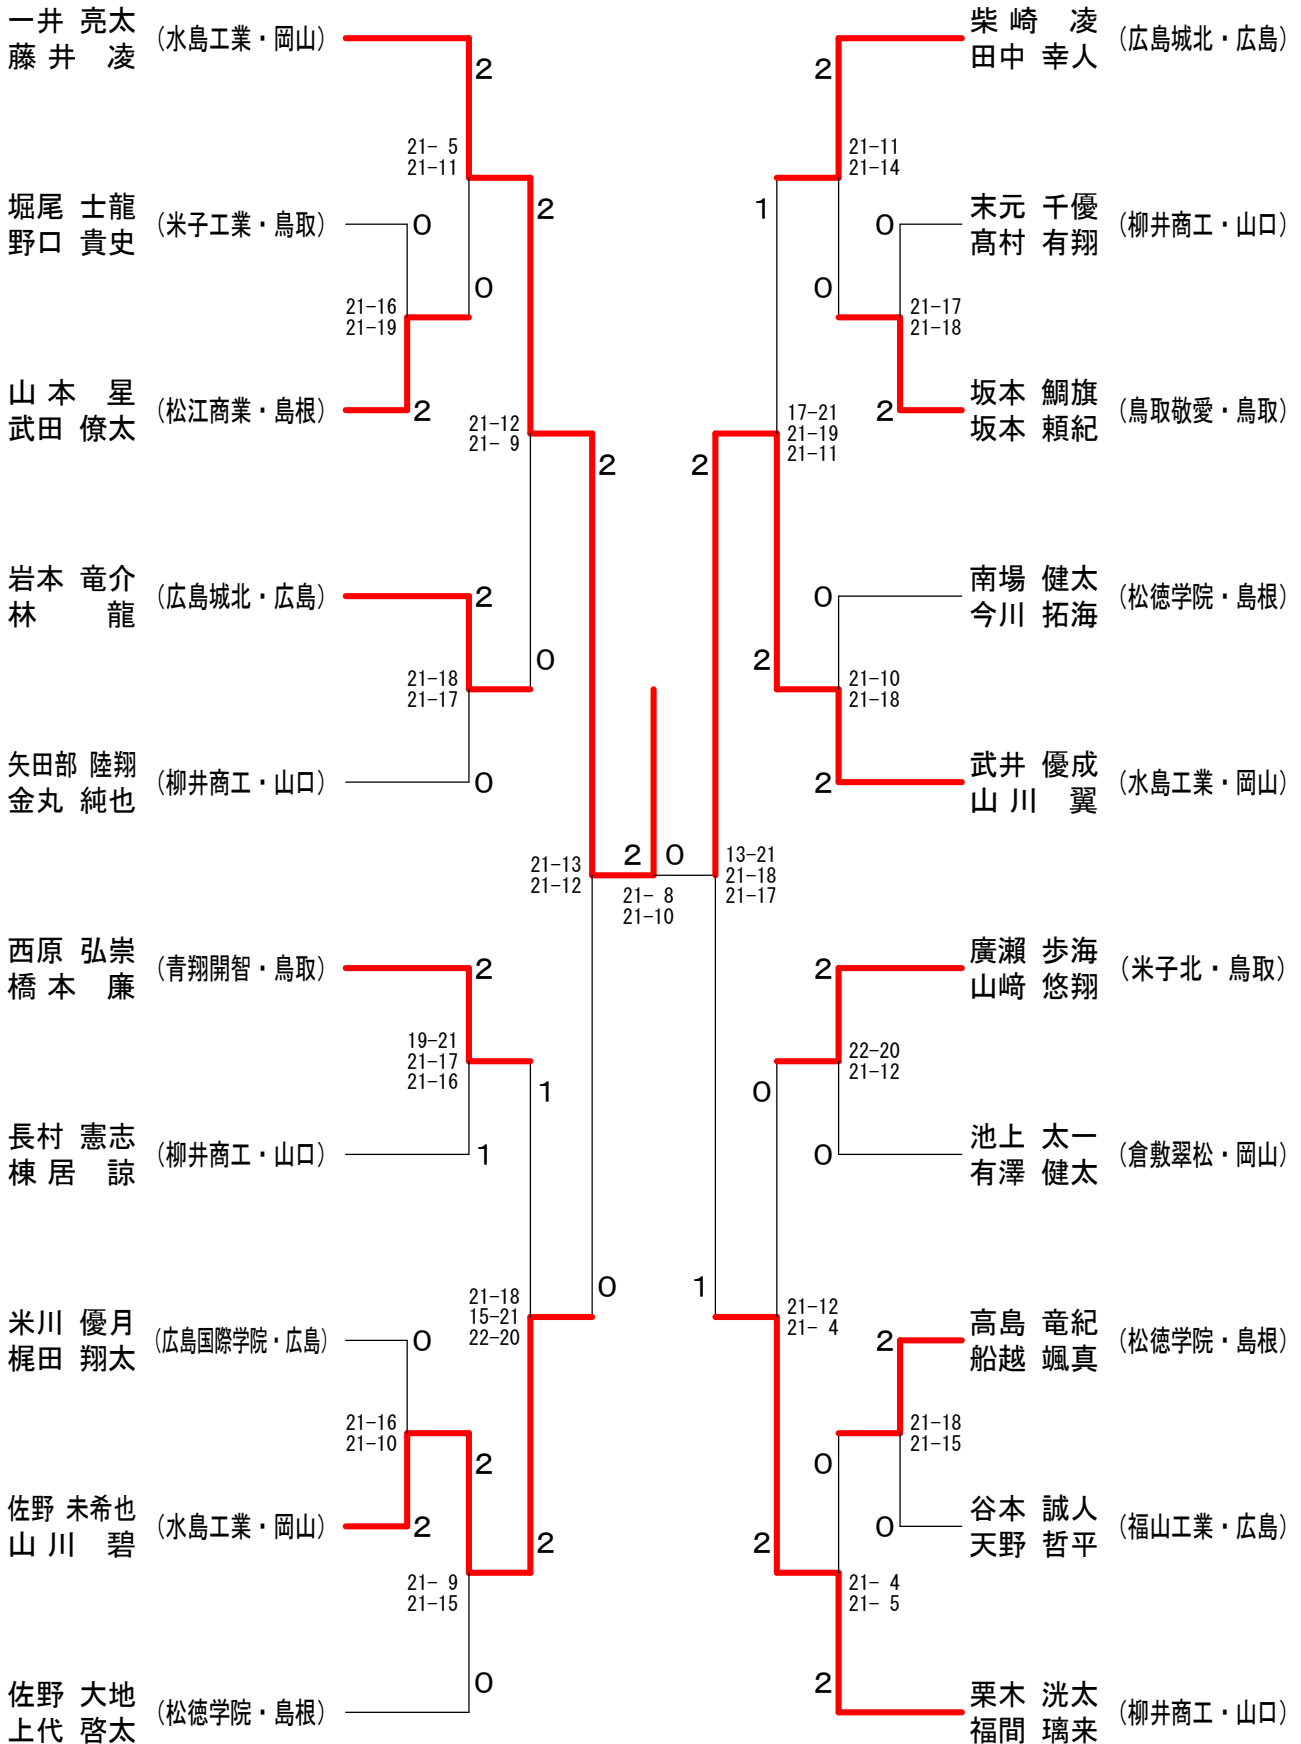 一井 亮太
藤井 凌
(水島工業・岡山)
2
21- 5
21-11
堀尾 士龍
野口 貴史
(米子工業・鳥取)
0
2
0
21-16
21-19
山本 星
武田 僚太
(松江商業・島根)
2
21-12
21- 9
2
岩本 竜介
林 龍
(広島城北・広島)
2
0
21-18
21-17
矢田部 陸翔
金丸 純也
(柳井商工・山口)
0
21-13
21-12
2
0
21- 8
21-10
西原 弘崇
橋本 廉
(青翔開智・鳥取)
2
19-21
21-17
21-16
1
長村 憲志
棟居 諒
(柳井商工・山口)
1
0
21-18
15-21
22-20
米川 優月
梶田 翔太
(広島国際学院・広島)
0
21-16
21-10
2
佐野 未希也
山川 碧
(水島工業・岡山)
2
2
21- 9
21-15
佐野 大地
上代 啓太
(松徳学院・島根)
0
柴崎 凌
田中 幸人
(広島城北・広島)
2
21-11
21-14
1
末元 千優
髙村 有翔
(柳井商工・山口)
0
0
21-17
21-18
坂本 鯛旗
坂本 頼紀
(鳥取敬愛・鳥取)
2
17-21
21-19
21-11
2
南場 健太
今川 拓海
(松徳学院・島根)
0
2
21-10
21-18
武井 優成
山川 翼
(水島工業・岡山)
2
13-21
21-18
21-17
廣瀨 歩海
山﨑 悠翔
(米子北・鳥取)
2
22-20
21-12
0
池上 太一
有澤 健太
(倉敷翠松・岡山)
0
1
21-12
21- 4
高島 竜紀
船越 颯真
(松徳学院・島根)
2
21-18
21-15
0
谷本 誠人
天野 哲平
(福山工業・広島)
0
2
21- 4
21- 5
栗木 洸太
福間 璃来
(柳井商工・山口)
2